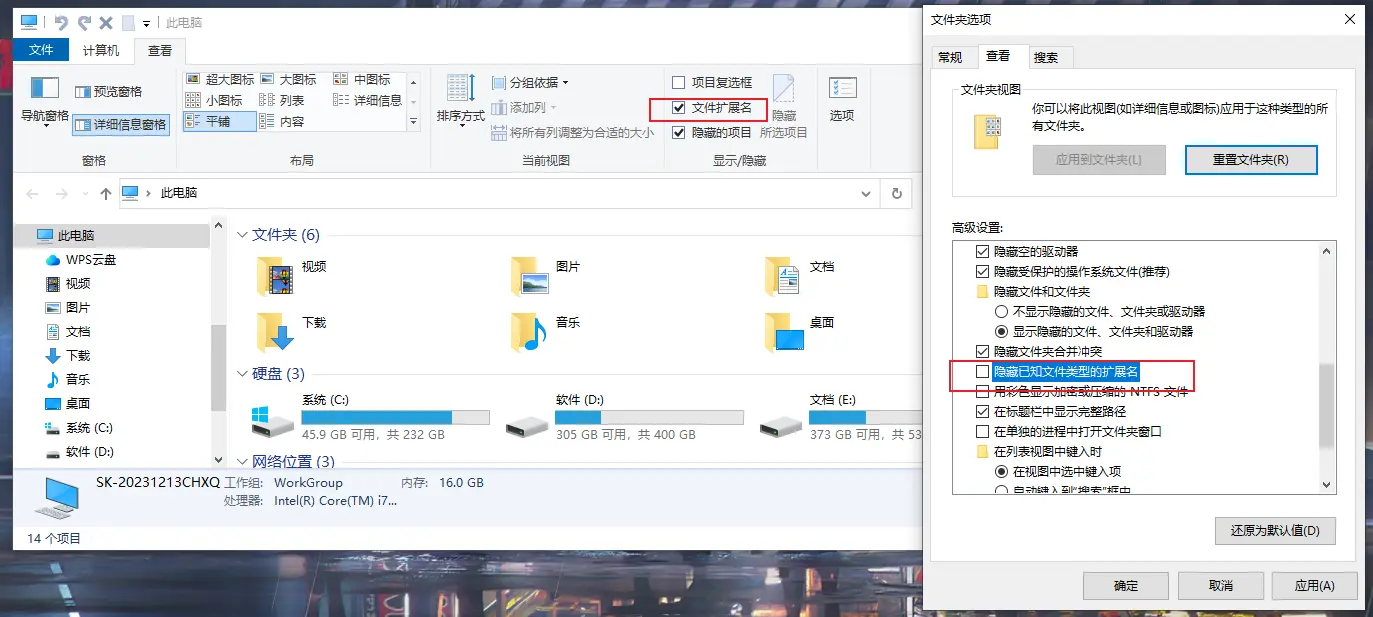 此电脑
文件 计算机 查看
导航窗格
预览窗格
详细信息窗格
窗格
超大图标 大图标 中图标
小图标 列表 详细信息
平铺 内容
布局
排序方式
分组依据
添加列
将所有列调整为合适的大小
当前视图
项目复选框
文件扩展名
隐藏的项目
隐藏
所选项目
显示/隐藏
选项
此电脑
此电脑
WPS云盘
视频
图片
文档
下载
音乐
桌面
系统 (C:)
软件 (D:)
文件夹 (6)
视频 图片 文档
下载 音乐 桌面
硬盘 (3)
系统 (C:)
45.9 GB 可用，共 232 GB
软件 (D:)
305 GB 可用，共 400 GB
文档 (E:)
373 GB 可用，共 53
网络位置 (3)
SK-20231213CHXQ 工作组: WorkGroup 内存: 16.0 GB
处理器: Intel(R) Core(TM) i7...
14 个项目
文件夹选项
常规 查看 搜索
文件夹视图
你可以将此视图(如详细信息或图标)应用于这种类型的所
有文件夹。
应用到文件夹(L) 重置文件夹(R)
高级设置:
隐藏空的驱动器
隐藏受保护的操作系统文件(推荐)
隐藏文件和文件夹
不显示隐藏的文件、文件夹或驱动器
显示隐藏的文件、文件夹和驱动器
隐藏文件夹合并冲突
隐藏已知文件类型的扩展名
用彩色显示加密或压缩的 NTFS 文件
在标题栏中显示完整路径
在单独的进程中打开文件夹窗口
在列表视图中键入时
在视图中选中键入项
自动键入到“搜索”框中
还原为默认值(D)
确定 取消 应用(A)